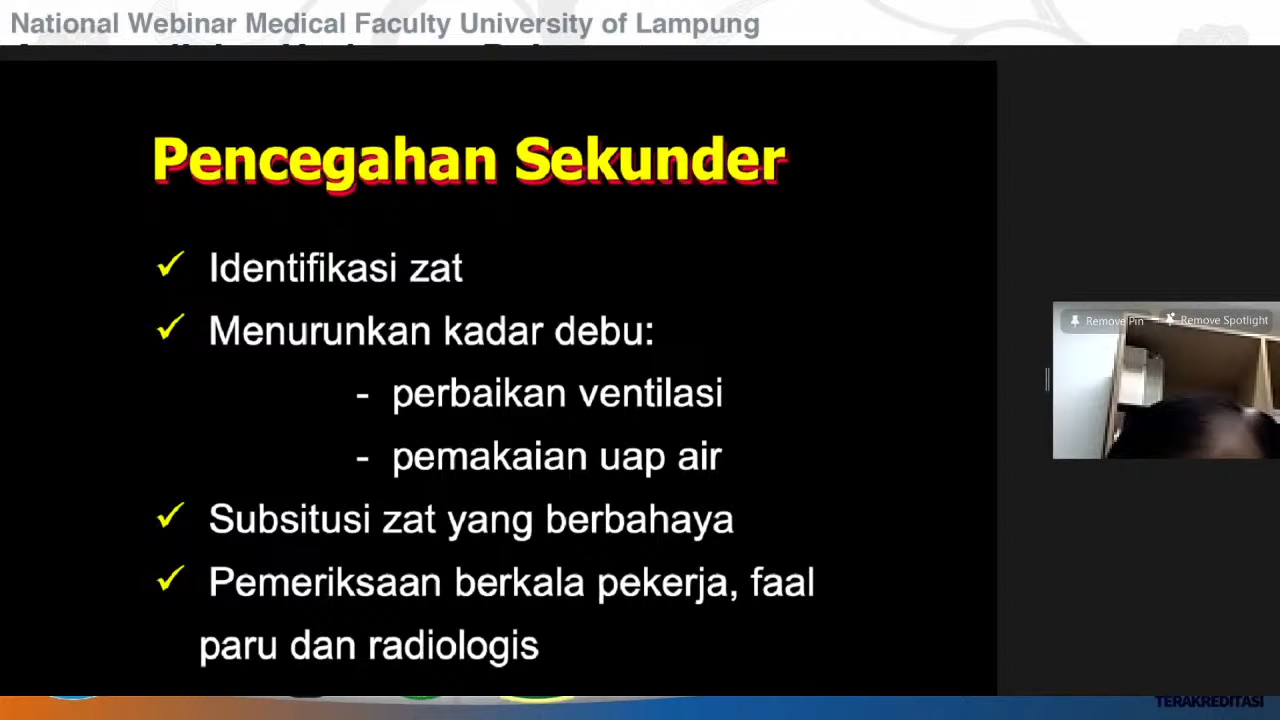 National Webinar Medical Faculty University of Lampung
Pencegahan Sekunder
✓ Identifikasi zat
✓ Menurunkan kadar debu:
- perbaikan ventilasi
- pemakaian uap air
✓ Subsitusi zat yang berbahaya
✓ Pemeriksaan berkala pekerja, faal
paru dan radiologis
Remove Pin
Remove Spotlight
TERAKREDITASI